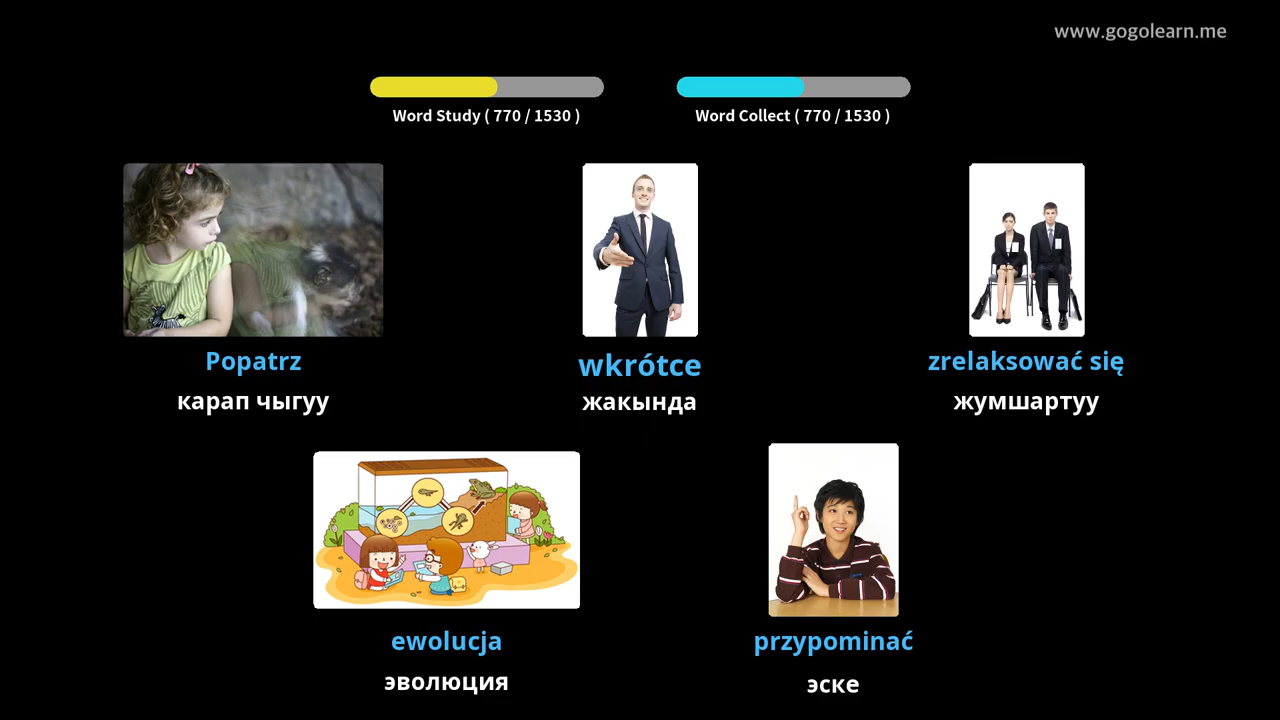 www.gogolearn.me
Word Study ( 770 / 1530 )
Word Collect ( 770 / 1530 )
Popatrz
карап чыгуу
wkrótce
жакында
zrelaksować się
жумшартуу
ewolucja
эволюция
przypominać
эске